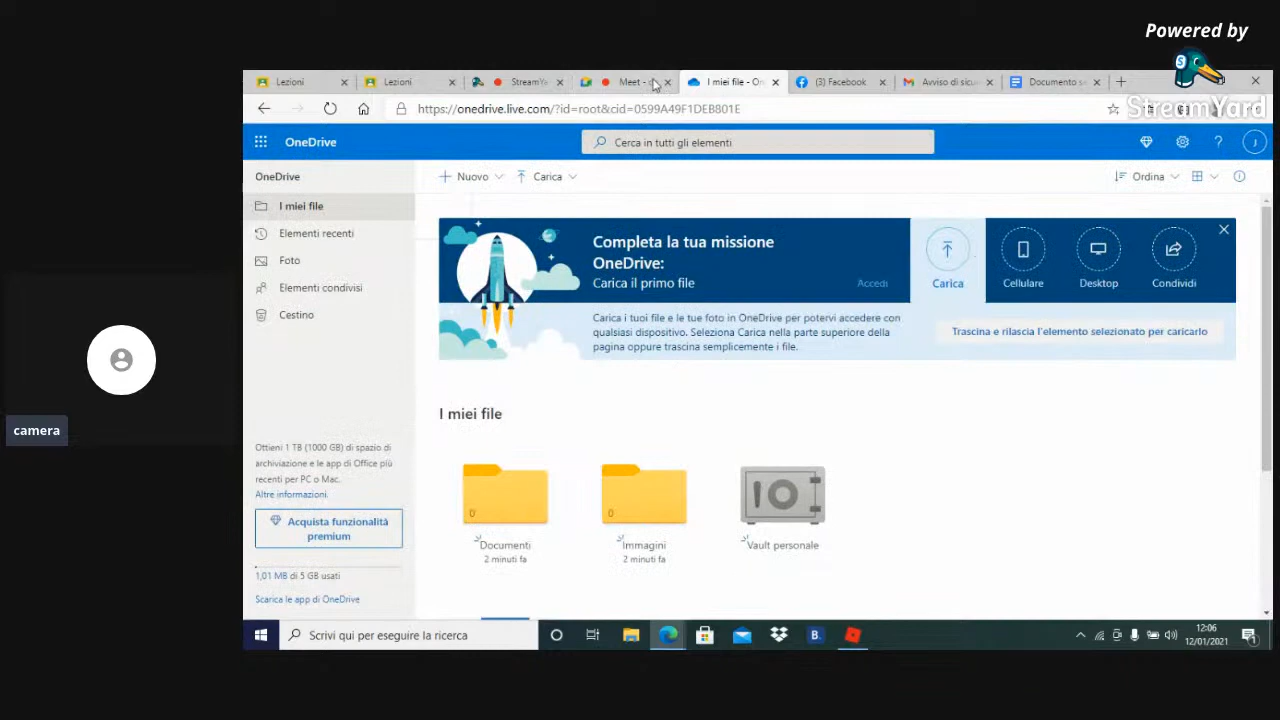 Powered by
StreamYard
Lezioni
Lezioni
StreamYa
Meet - d
I miei file - On
(3) Facebook
Avviso di sicu
Documento s
https://onedrive.live.com/?id=root&cid=0599A49F1DEB801E
OneDrive
Cerca in tutti gli elementi
?
J
OneDrive
Nuovo
Carica
Ordina
I miei file
Elementi recenti
Foto
Elementi condivisi
Cestino
Completa la tua missione
OneDrive:
Carica il primo file
Accedi
Carica
Cellulare
Desktop
Condividi
Carica i tuoi file e le tue foto in OneDrive per potervi accedere con
qualsiasi dispositivo. Seleziona Carica nella parte superiore della
pagina oppure trascina semplicemente i file.
Trascina e rilascia l'elemento selezionato per caricarlo
I miei file
camera
Ottieni 1 TB (1000 GB) di spazio di
archiviazione e le app di Office più
recenti per PC o Mac.
Altre informazioni.
Acquista funzionalità
premium
1,01 MB di 5 GB usati
Scarica le app di OneDrive
0
Documenti
2 minuti fa
0
Immagini
2 minuti fa
Vault personale
Scrivi qui per eseguire la ricerca
B.
12:06
12/01/2021
1